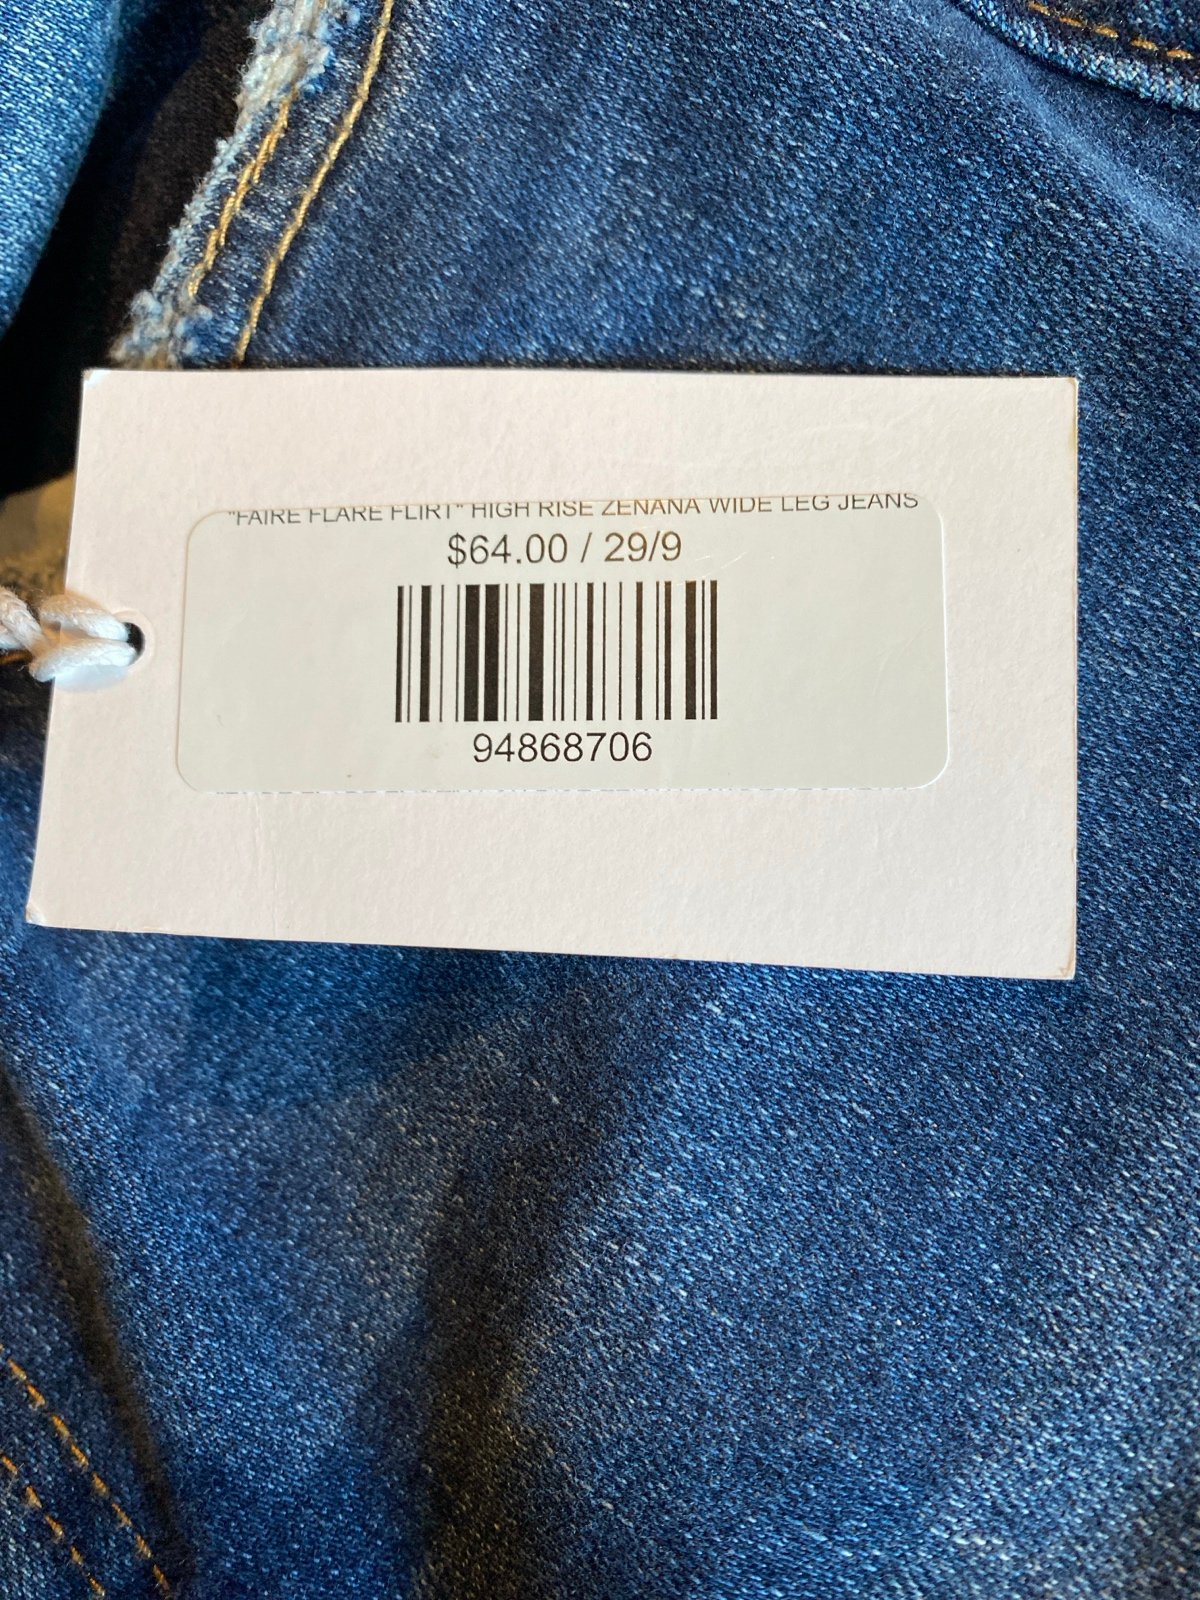 "FAIRE FLARE FLIRT" HIGH RISE ZENANA WIDE LEG JEANS
$64.00 / 29/9
94868706